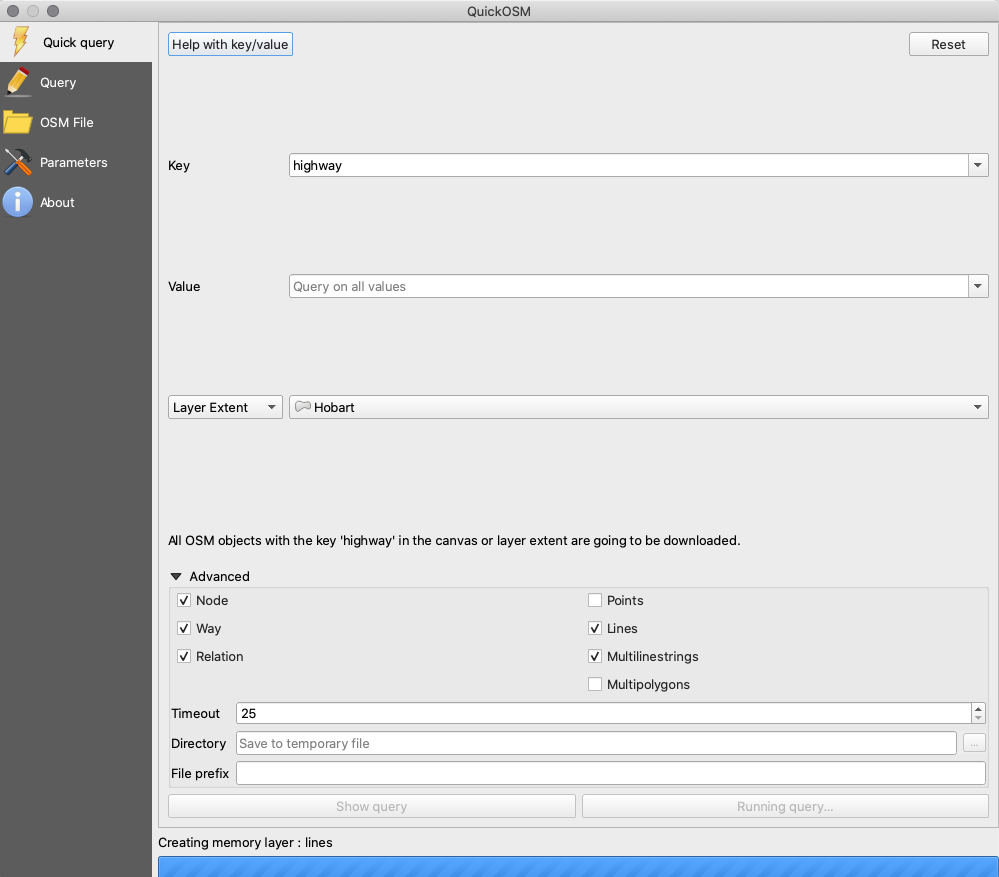 QuickOSM
Quick query
Query
OSM File
Parameters
About
Help with key/value
Reset
Key
highway
Value
Query on all values
Layer Extent
Hobart
All OSM objects with the key 'highway' in the canvas or layer extent are going to be downloaded.
Advanced
Node
Points
Way
Lines
Relation
Multilinestrings
Multipolygons
Timeout
25
Directory
Save to temporary file
...
File prefix
Show query
Running query...
Creating memory layer : lines